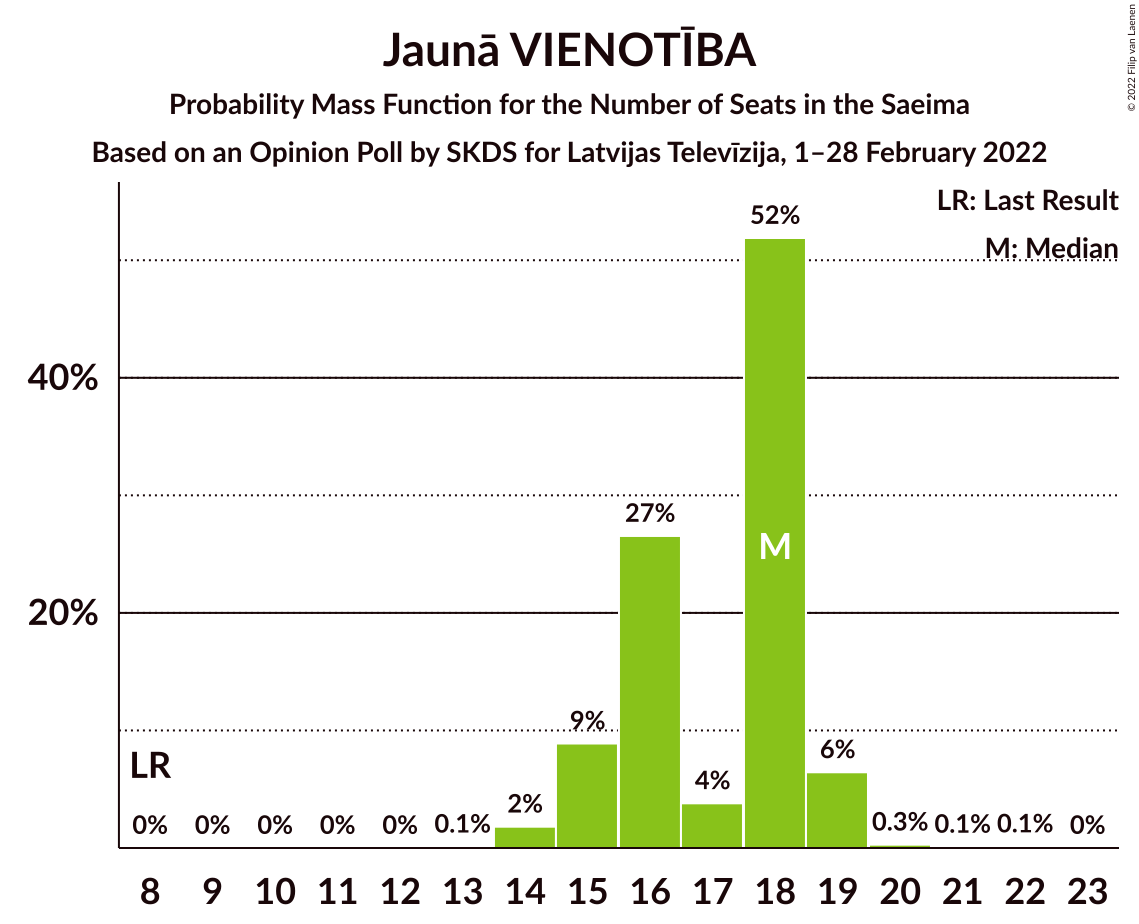 Jaunā VIENOTĪBA
Probability Mass Function for the Number of Seats in the Saeima
Based on an Opinion Poll by SKDS for Latvijas Televīzija, 1–28 February 2022
© 2022 Filip van Laenen
LR: Last Result
M: Median
52%
40%
27%
M
20%
9%
LR
6%
4%
2%
0% 0% 0% 0% 0% 0.1% 0.3% 0.1% 0.1% 0%
8 9 10 11 12 13 14 15 16 17 18 19 20 21 22 23